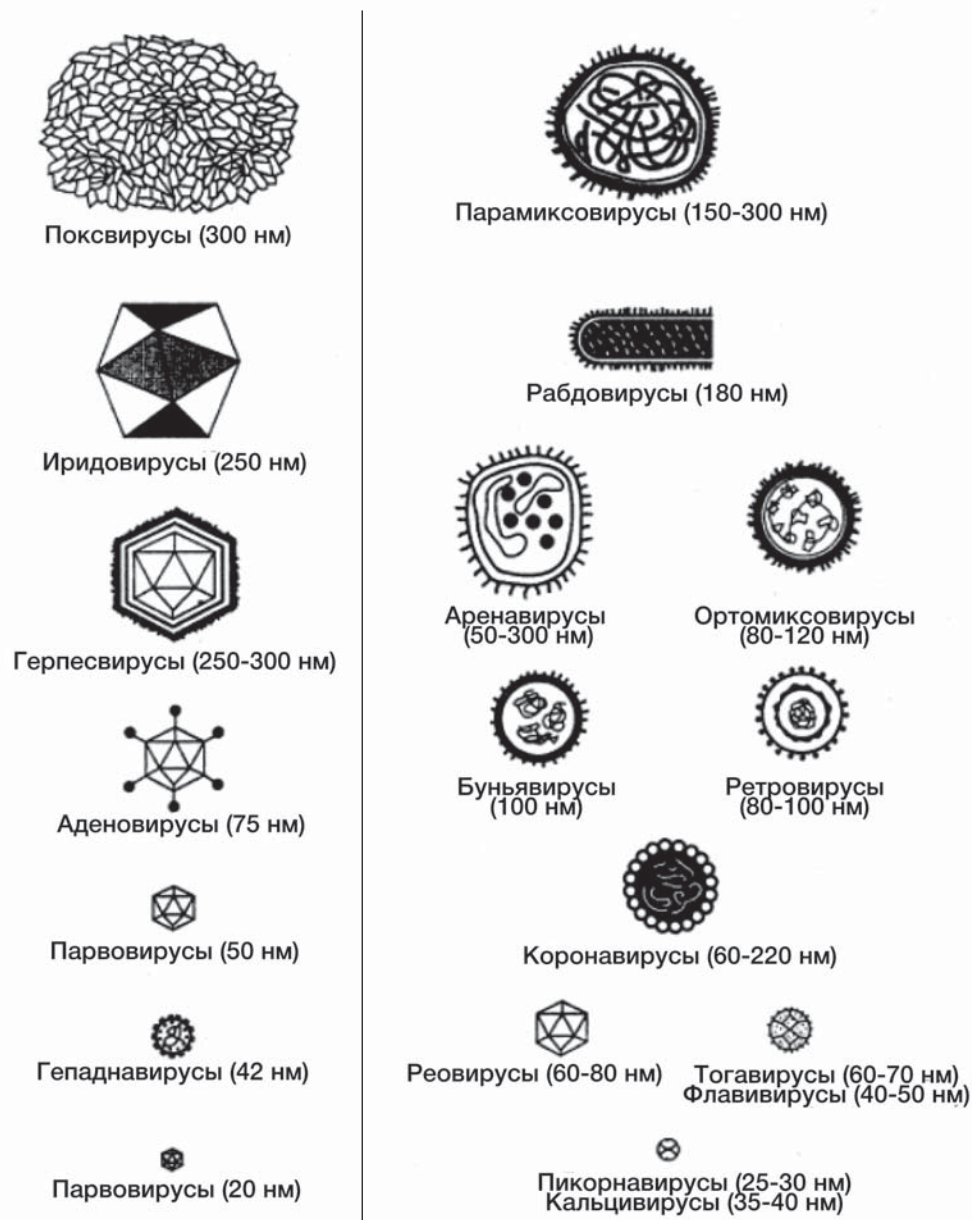 Поксвирусы (300 нм)
Иридовирусы (250 нм)
Герпесвирусы (250-300 нм)
Аденовирусы (75 нм)
Парвовирусы (50 нм)
Гепаднавирусы (42 нм)
Парвовирусы (20 нм)
Парамиксовирусы (150-300 нм)
Рабдовирусы (180 нм)
Аренавирусы
(50-300 нм)
Ортомиксовирусы
(80-120 нм)
Буньявирусы
(100 нм)
Ретровирусы
(80-100 нм)
Коронавирусы (60-220 нм)
Реовирусы (60-80 нм)
Тогавирусы (60-70 нм)
Флавивирусы (40-50 нм)
Пикорнавирусы (25-30 нм)
Кальцивирусы (35-40 нм)